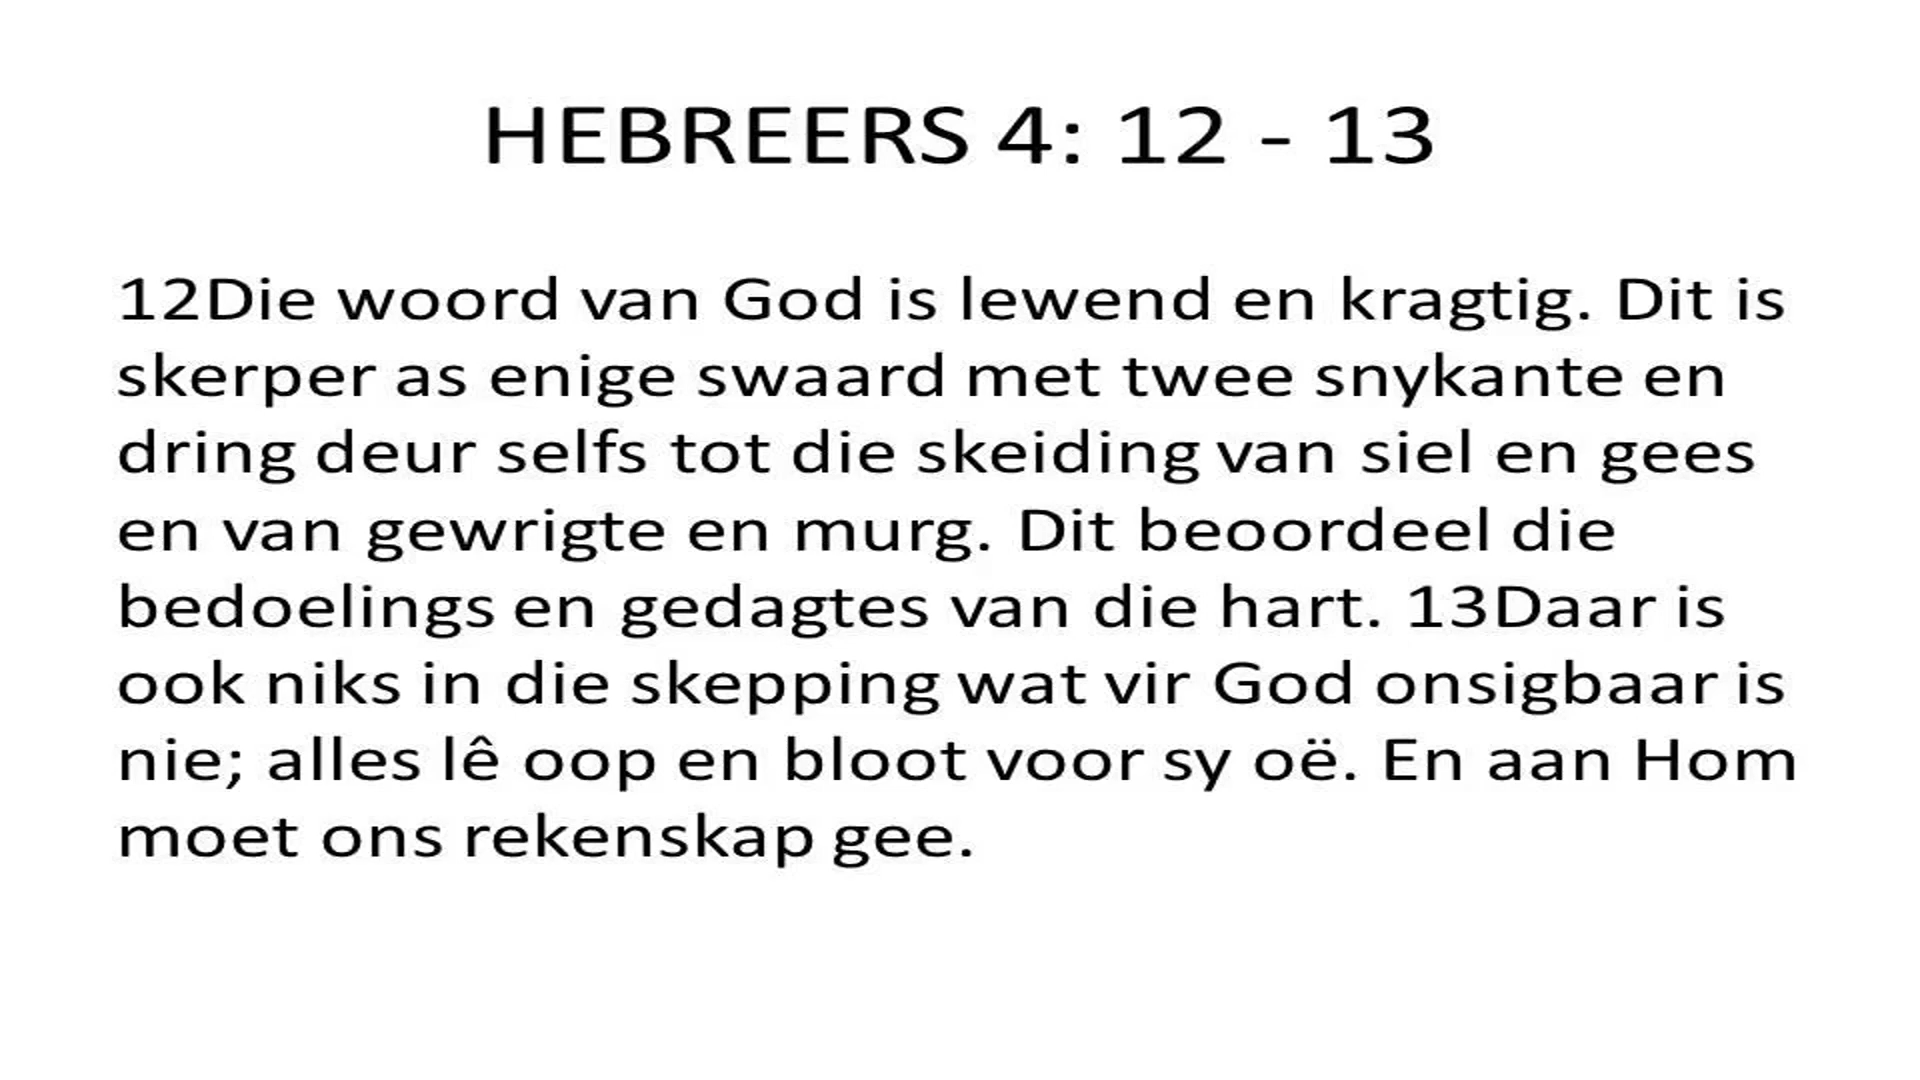 HEBREERS 4: 12 - 13
12Die woord van God is lewend en kragtig. Dit is
skerper as enige swaard met twee snykante en
dring deur selfs tot die skeiding van siel en gees
en van gewrigte en murg. Dit beoordeel die
bedoelings en gedagtes van die hart. 13Daar is
ook niks in die skepping wat vir God onsigbaar is
nie; alles lê oop en bloot voor sy oë. En aan Hom
moet ons rekenskap gee.